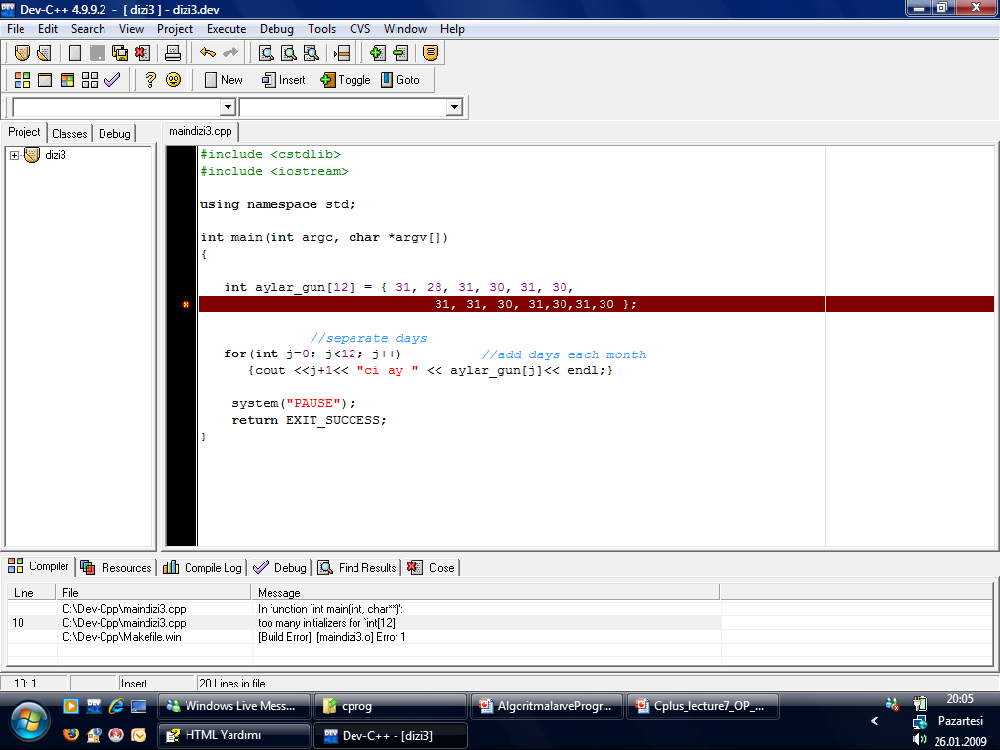 Dev-C++ 4.9.9.2 - [ dizi3 ] - dizi3.dev
File Edit Search View Project Execute Debug Tools CVS Window Help
New Insert Toggle Goto
Project Classes Debug
maindizi3.cpp
dizi3
#include <cstdlib>
#include <iostream>
using namespace std;
int main(int argc, char *argv[])
{
int aylar_gun[12] = { 31, 28, 31, 30, 31, 30,
31, 31, 30, 31,30,31,30 };
//separate days
for(int j=0; j<12; j++) //add days each month
{cout <<j+1<< "ci ay " << aylar_gun[j]<< endl;}
system("PAUSE");
return EXIT_SUCCESS;
}
Compiler Resources Compile Log Debug Find Results Close
Line File Message
C:\Dev-Cpp\maindizi3.cpp In function `int main(int, char**)':
10 C:\Dev-Cpp\maindizi3.cpp too many initializers for `int[12]'
C:\Dev-Cpp\Makefile.win [Build Error] [maindizi3.o] Error 1
10: 1 Insert 20 Lines in file
Windows Live Mess... cprog AlgoritmalarveProgr... Cplus_lecture7_OP_...
HTML Yardımı Dev-C++ - [dizi3]
20:05
Pazartesi
26.01.2009